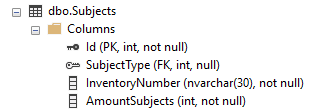 dbo.Subjects
Columns
Id (PK, int, not null)
SubjectType (FK, int, not null)
InventoryNumber (nvarchar(30), not null)
AmountSubjects (int, not null)